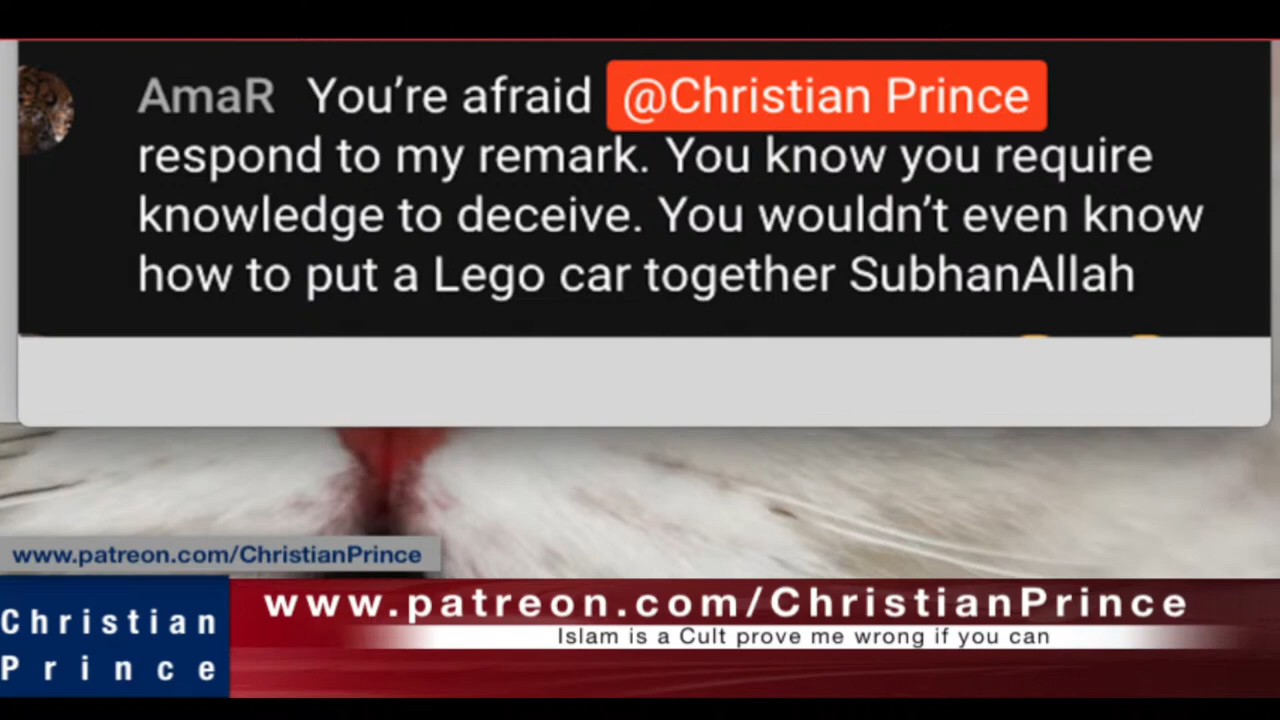 AmaR You’re afraid @Christian Prince
respond to my remark. You know you require
knowledge to deceive. You wouldn’t even know
how to put a Lego car together SubhanAllah
www.patreon.com/ChristianPrince
Christian
Prince
www.patreon.com/ChristianPrince
Islam is a Cult prove me wrong if you can